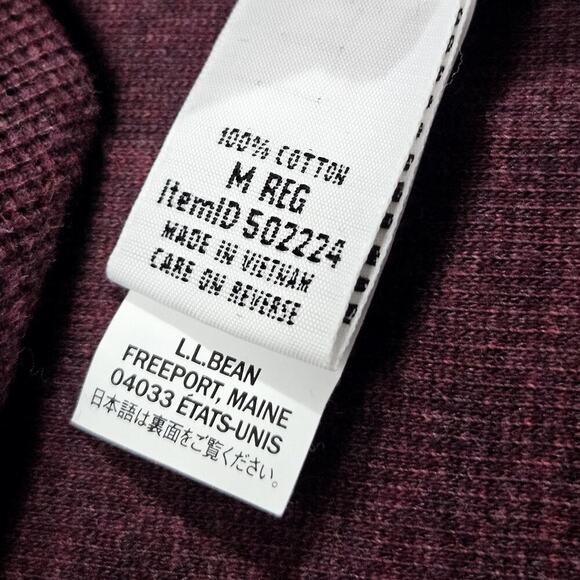 100% COTTON
M REG
ItemID 502224
MADE IN VIETNAM
CARE ON REVERSE
L.L.BEAN
FREEPORT, MAINE
04033 ÉTATS-UNIS
日本語は裏面をご覧ください。